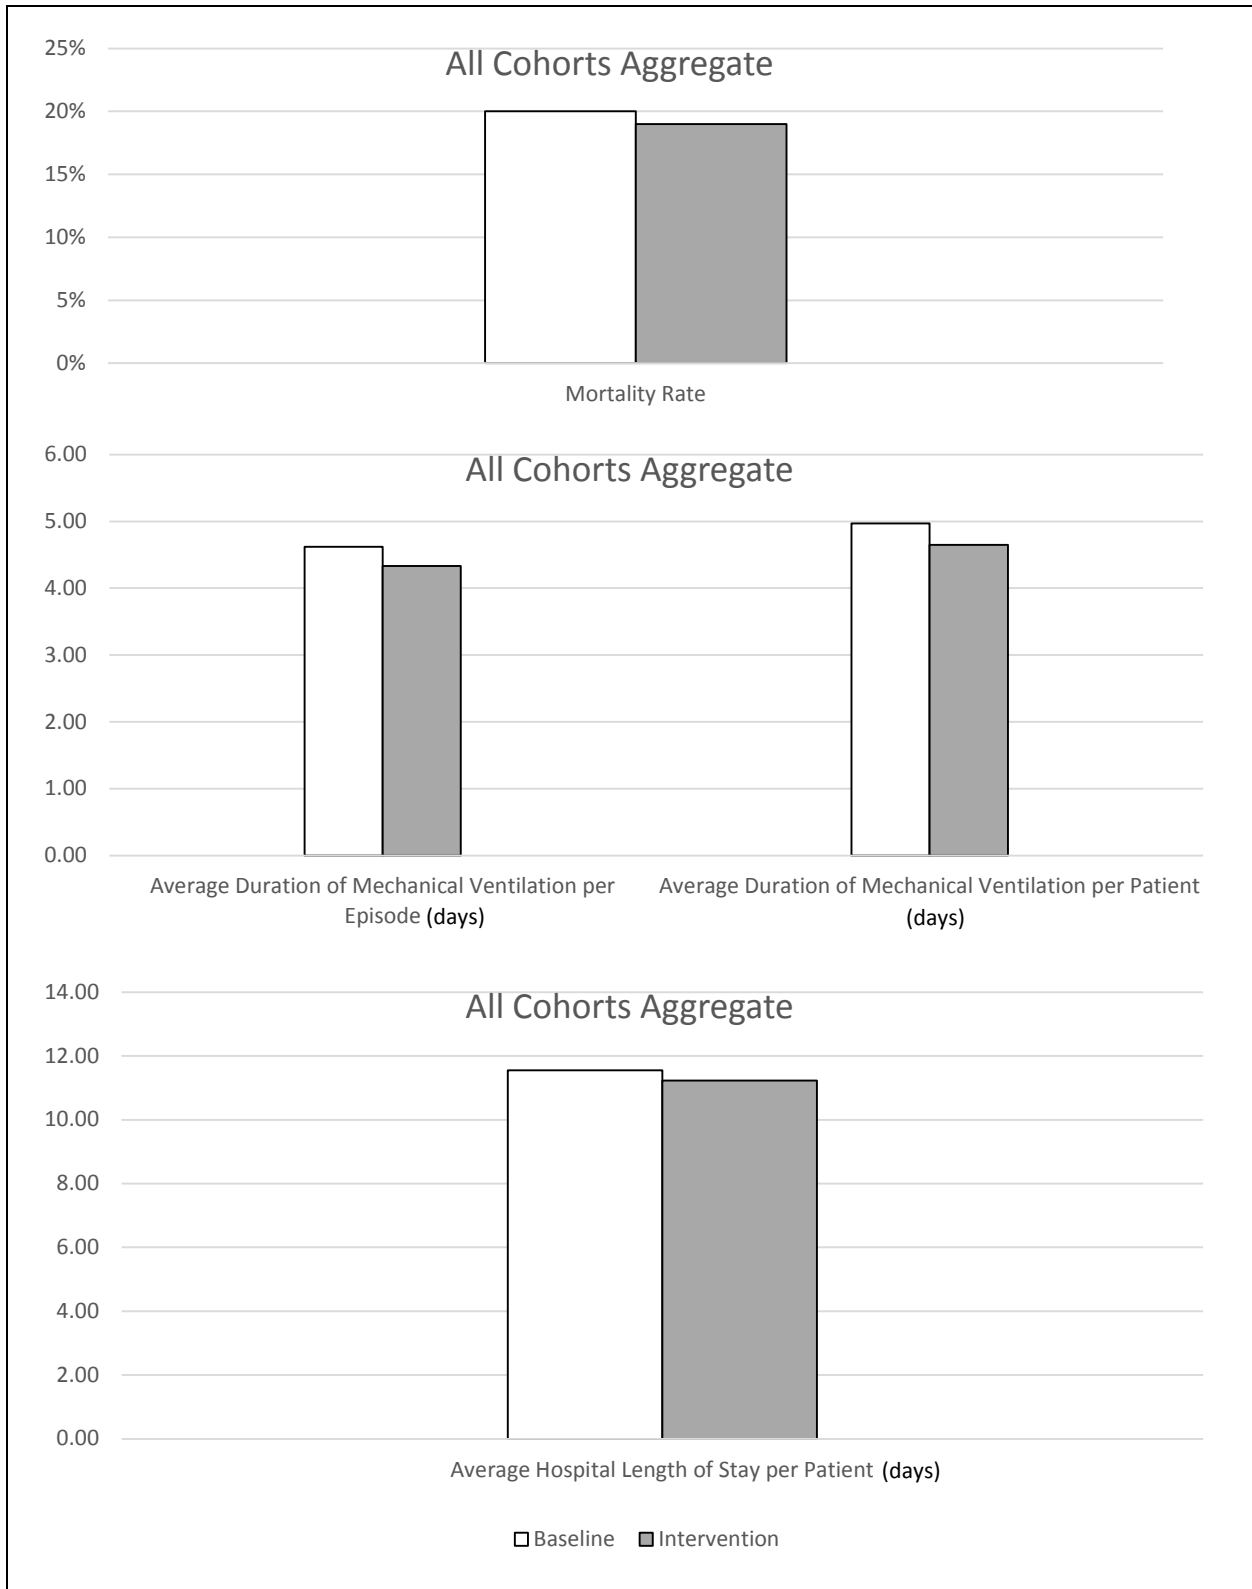 All Cohorts Aggregate
25%
20%
15%
10%
5%
0%
Mortality Rate
All Cohorts Aggregate
6.00
5.00
4.00
3.00
2.00
1.00
0.00
Average Duration of Mechanical Ventilation per
Episode (days)
Average Duration of Mechanical Ventilation per Patient
(days)
All Cohorts Aggregate
14.00
12.00
10.00
8.00
6.00
4.00
2.00
0.00
Average Hospital Length of Stay per Patient (days)
Baseline Intervention